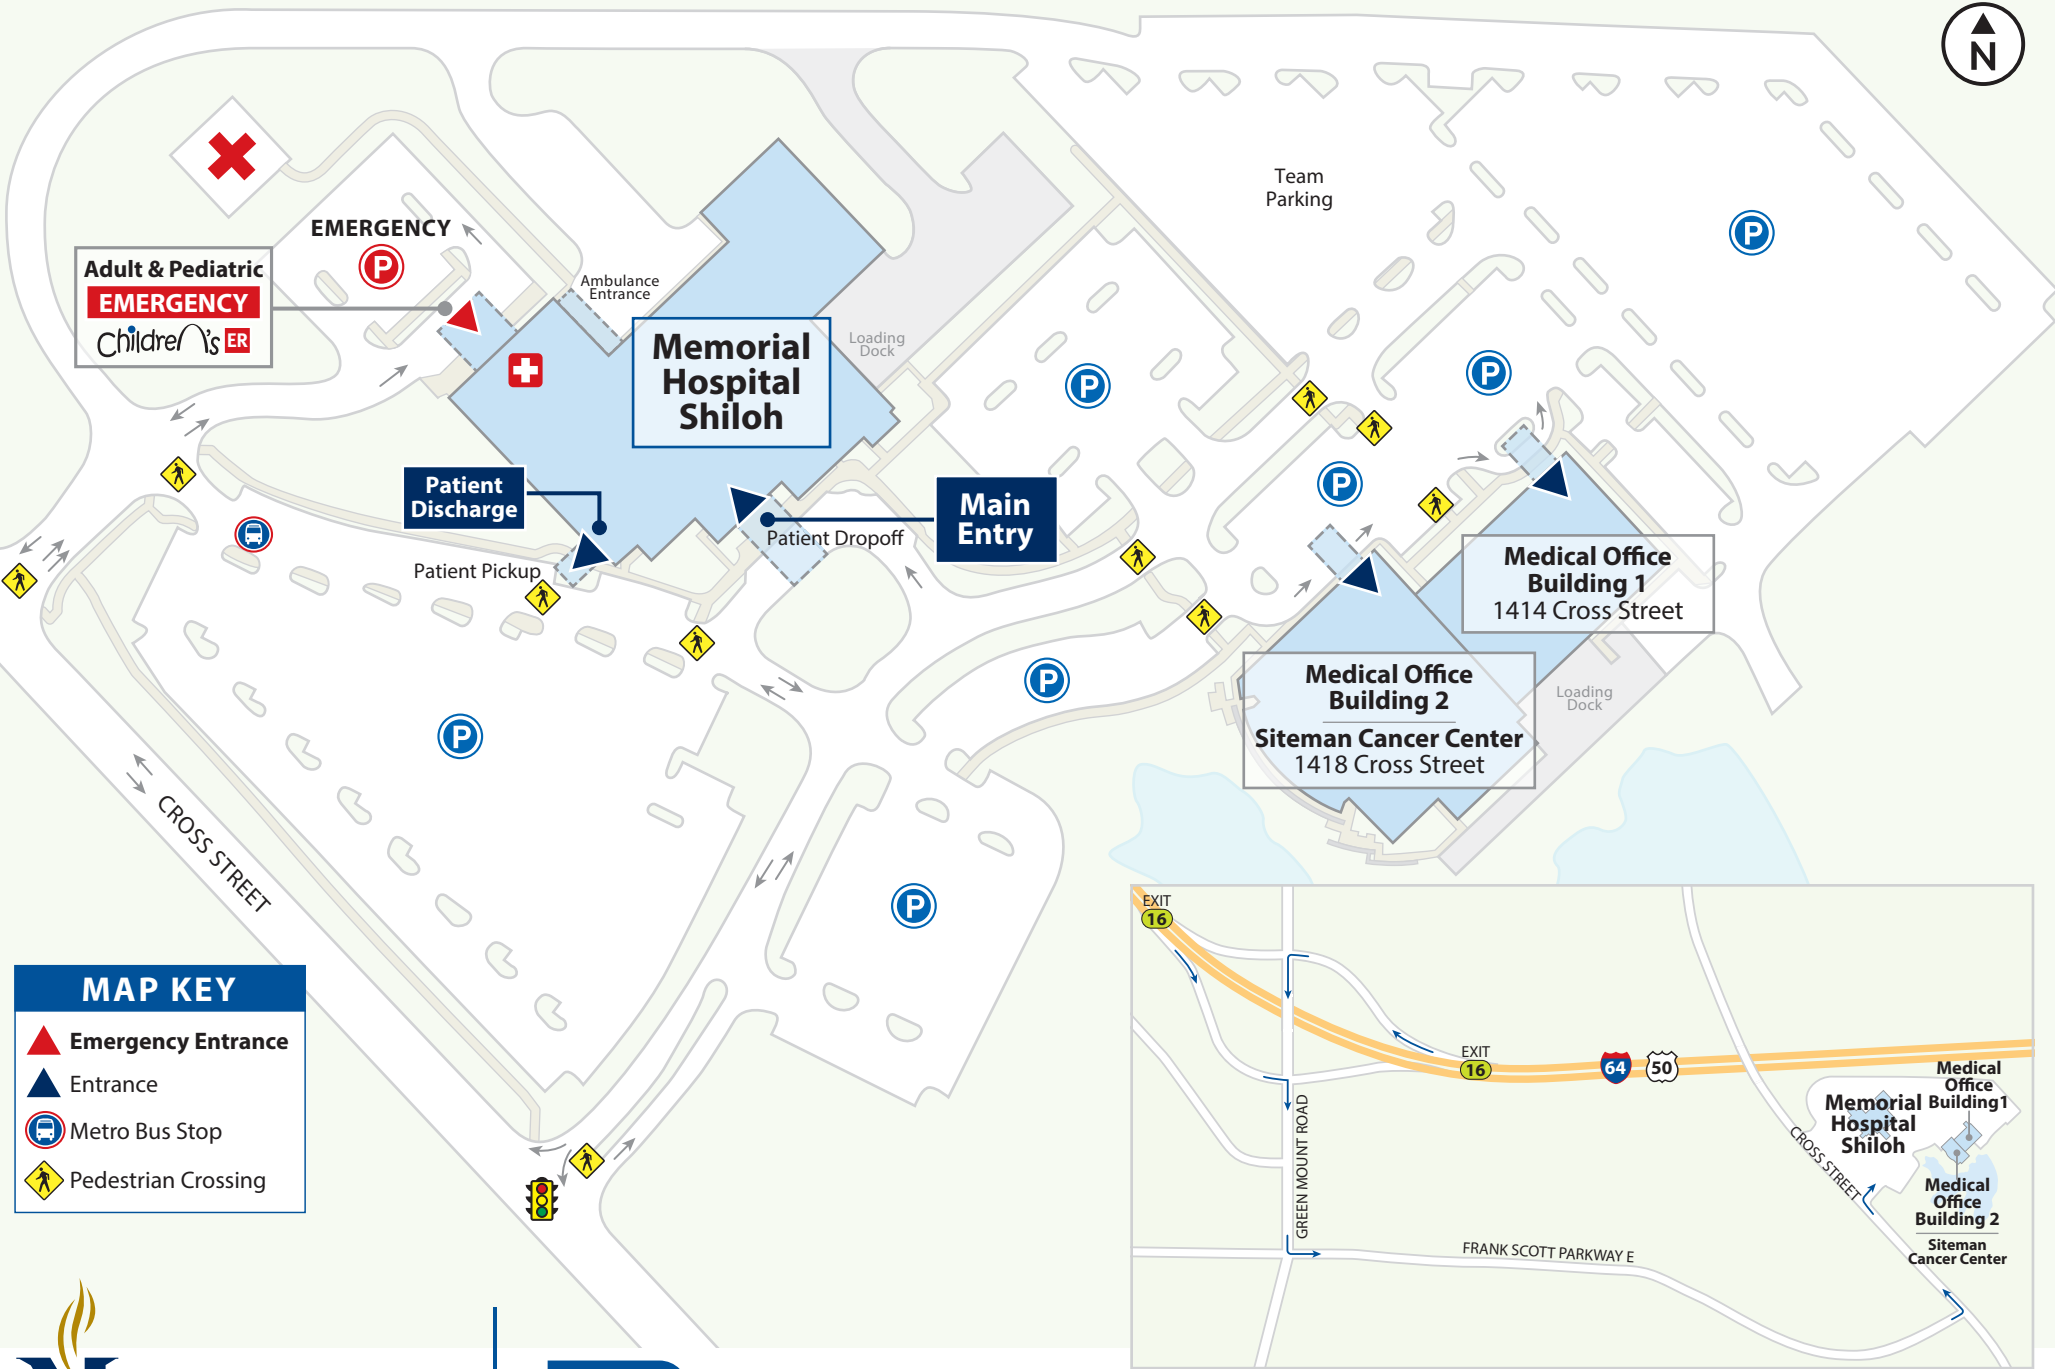 N
Team
Parking
P
EMERGENCY
P
Adult & Pediatric
EMERGENCY
Children's ER
Ambulance
Entrance
Memorial
Hospital
Shiloh
Loading
Dock
P
P
P
Patient
Discharge
Main
Entry
Patient Dropoff
Patient Pickup
Medical Office
Building 1
1414 Cross Street
Medical Office
Building 2
Siteman Cancer Center
1418 Cross Street
Loading
Dock
P
P
P
CROSS STREET
MAP KEY
Emergency Entrance
Entrance
Metro Bus Stop
Pedestrian Crossing
EXIT
16
EXIT
16
64
50
GREEN MOUNT ROAD
FRANK SCOTT PARKWAY E
CROSS STREET
Memorial
Hospital
Shiloh
Medical
Office
Building1
Medical
Office
Building 2
Siteman
Cancer Center